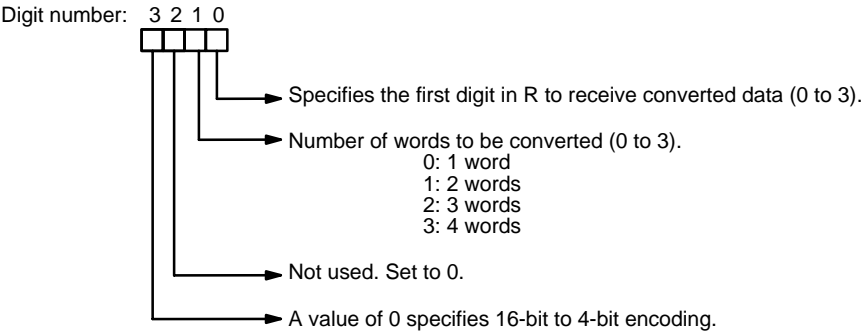 Digit number: 3 2 1 0
Specifies the first digit in R to receive converted data (0 to 3).
Number of words to be converted (0 to 3).
0: 1 word
1: 2 words
2: 3 words
3: 4 words
Not used. Set to 0.
A value of 0 specifies 16-bit to 4-bit encoding.